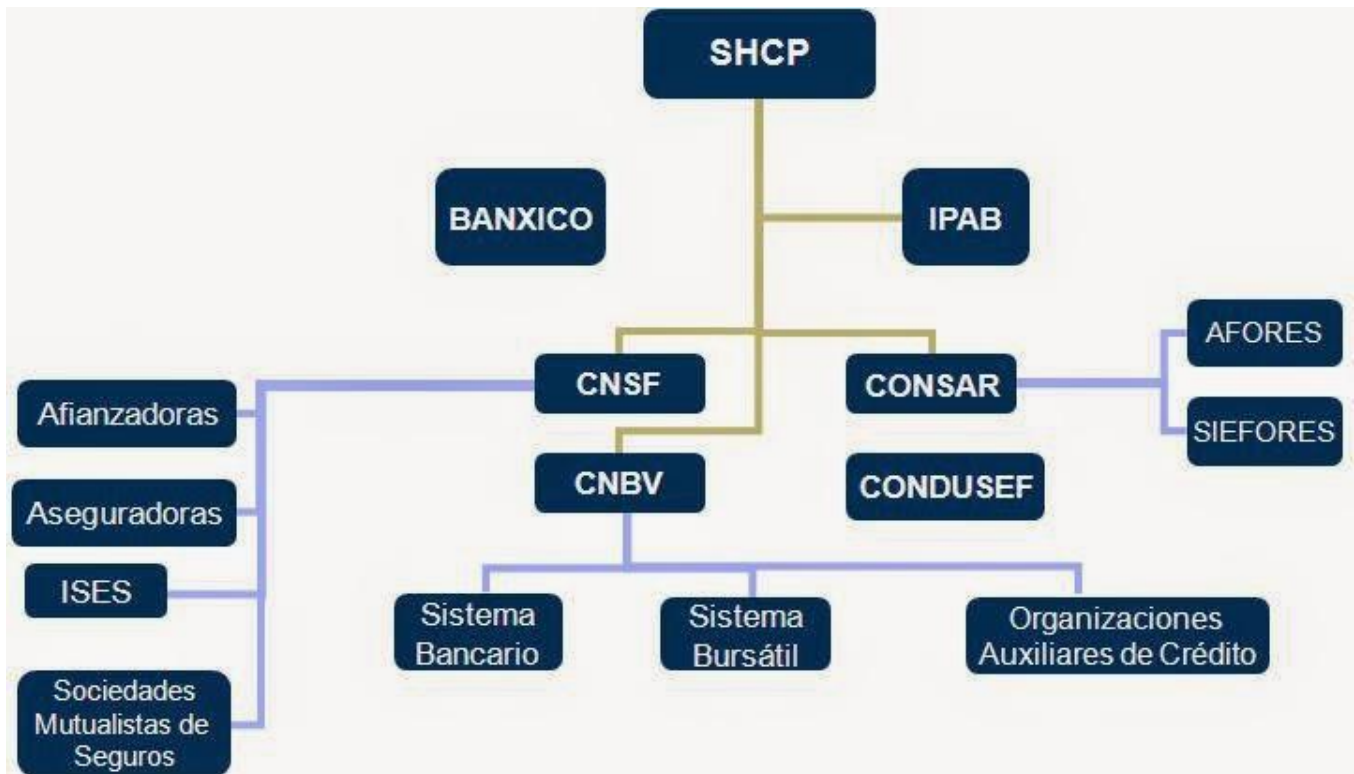 SHCP
BANXICO
IPAB
AFORES
CNSF
CONSAR
Afianzadoras
SIEFORES
CNBV
CONDUSEF
Aseguradoras
ISES
Sistema
Bancario
Sistema
Bursátil
Organizaciones
Auxiliares de Crédito
Sociedades
Mutualistas de
Seguros